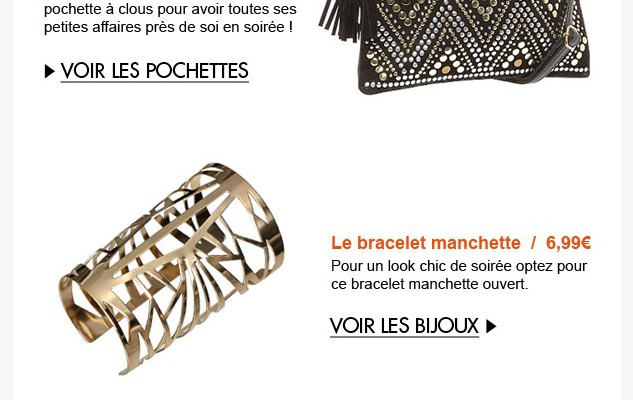 pochette à clous pour avoir toutes ses
petites affaires près de soi en soirée !
VOIR LES POCHETTES
Le bracelet manchette / 6,99€
Pour un look chic de soirée optez pour
ce bracelet manchette ouvert.
VOIR LES BIJOUX